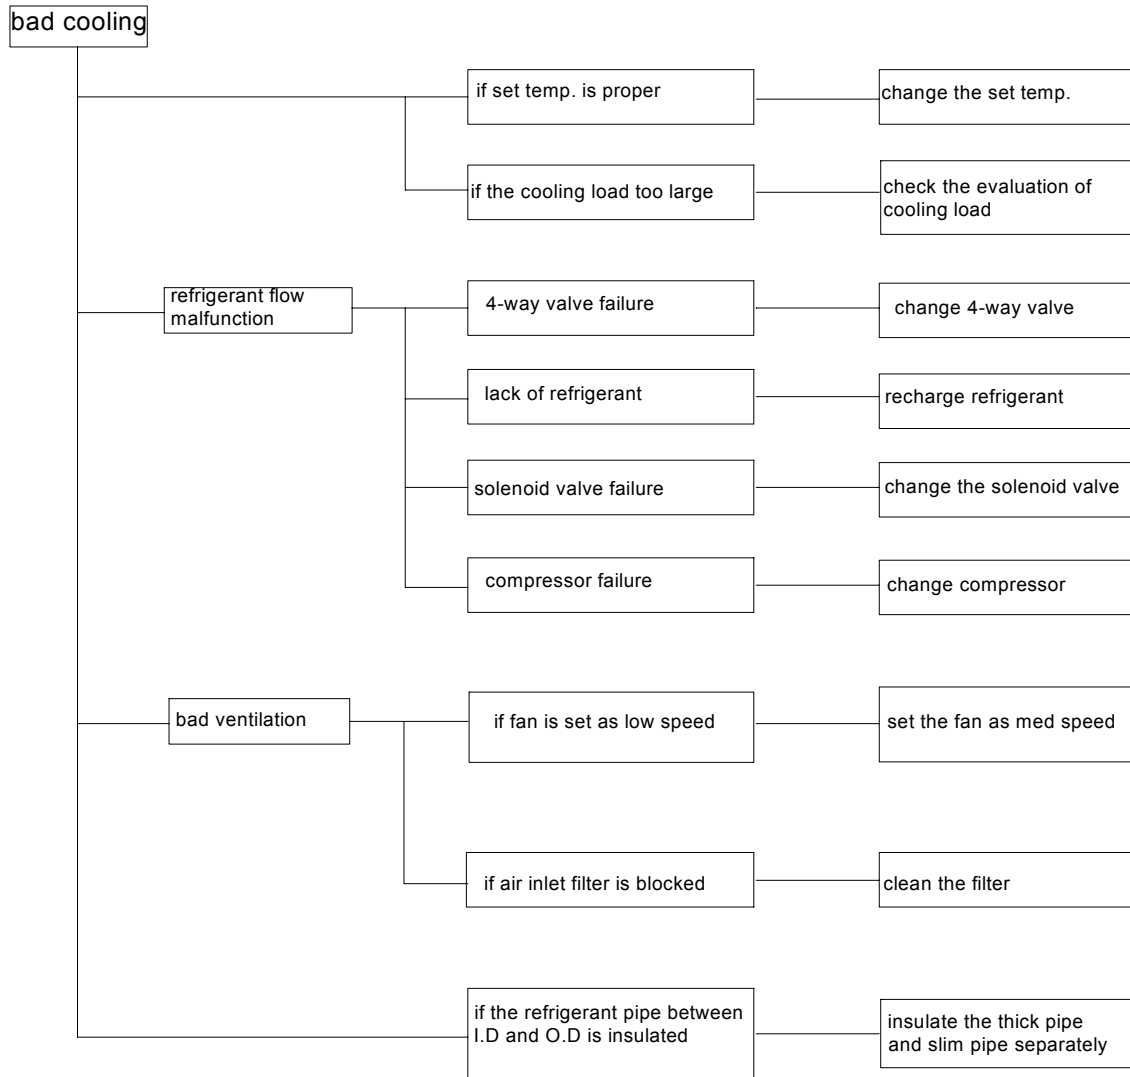 bad cooling
if set temp. is proper
change the set temp.
if the cooling load too large
check the evaluation of
cooling load
refrigerant flow
malfunction
4-way valve failure
change 4-way valve
lack of refrigerant
recharge refrigerant
solenoid valve failure
change the solenoid valve
compressor failure
change compressor
bad ventilation
if fan is set as low speed
set the fan as med speed
if air inlet filter is blocked
clean the filter
if the refrigerant pipe between
I.D and O.D is insulated
insulate the thick pipe
and slim pipe separately